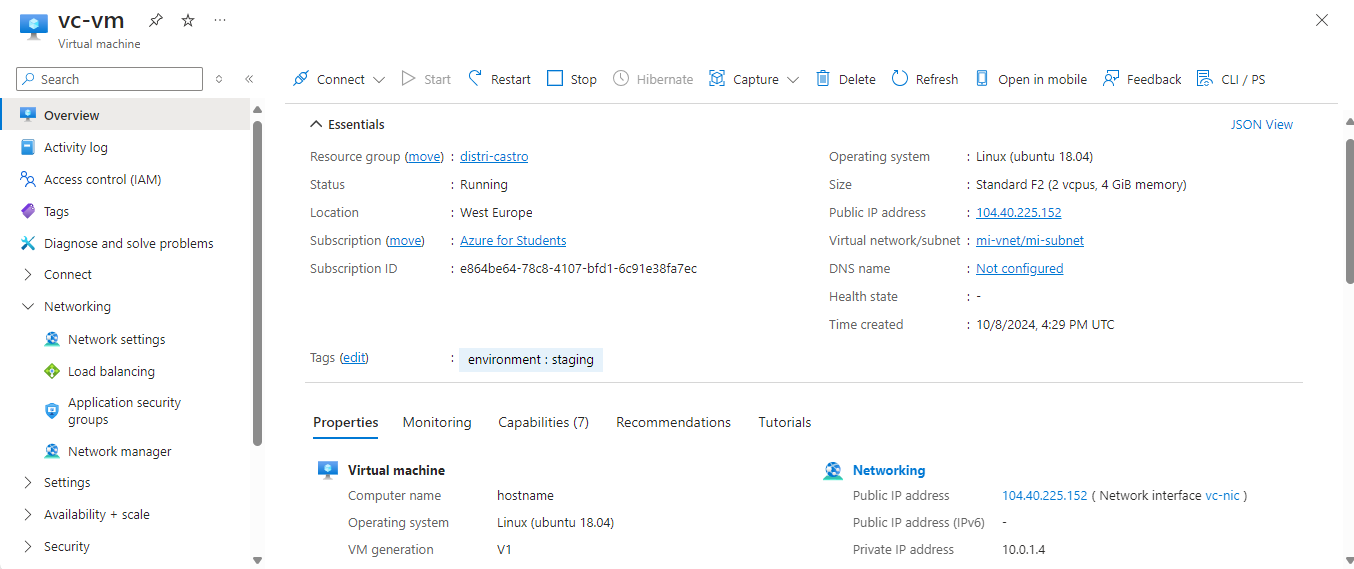 vc-vm
Virtual machine
Search
Overview
Activity log
Access control (IAM)
Tags
Diagnose and solve problems
Connect
Networking
Network settings
Load balancing
Application security
groups
Network manager
Settings
Availability + scale
Security
Connect Start Restart Stop Hibernate Capture Delete Refresh Open in mobile Feedback CLI / PS
Essentials JSON View
Resource group (move) : distri-castro
Status : Running
Location : West Europe
Subscription (move) : Azure for Students
Subscription ID : e864be64-78c8-4107-bfd1-6c91e38fa7ec
Operating system : Linux (ubuntu 18.04)
Size : Standard F2 (2 vcpus, 4 GiB memory)
Public IP address : 104.40.225.152
Virtual network/subnet : mi-vnet/mi-subnet
DNS name : Not configured
Health state : -
Time created : 10/8/2024, 4:29 PM UTC
Tags (edit) : environment : staging
Properties Monitoring Capabilities (7) Recommendations Tutorials
Virtual machine
Computer name hostname
Operating system Linux (ubuntu 18.04)
VM generation V1
Networking
Public IP address 104.40.225.152 ( Network interface vc-nic )
Public IP address (IPv6) -
Private IP address 10.0.1.4